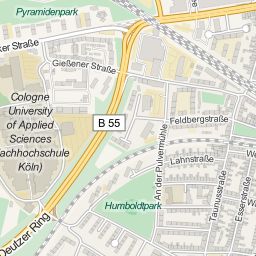 Pyramidenpark
ker Straße
Gießener Straße
Cologne
University
of Applied
Sciences
achhochschule
Köln)
B 55
Feldbergstraße
An der Pulvermühle
Lahnstraße
Humboldtpark
Taunusstraße
Esserstraße
Deutzer Ring